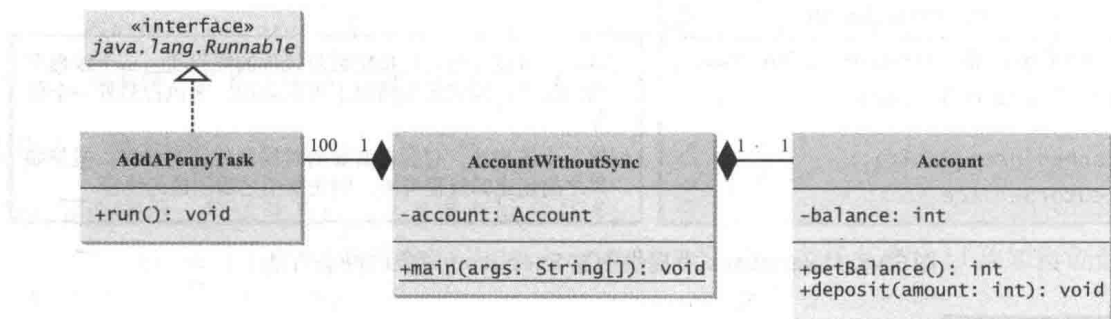 «interface»
java.lang.Runnable
100
1
1
1
AddAPennyTask
+run(): void
AccountWithoutSync
-account: Account
+main(args: String[]): void
Account
-balance: int
+getBalance(): int
+deposit(amount: int): void